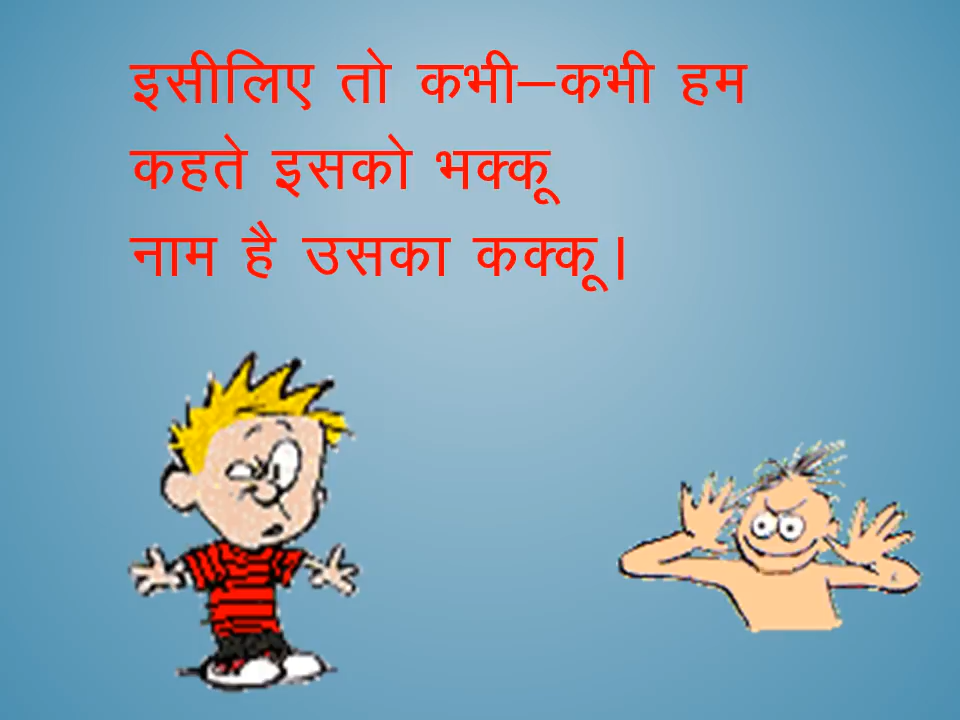 इसीलिए तो कभी–कभी हम
कहते इसको भक्कू
नाम है उसका कक्कू।